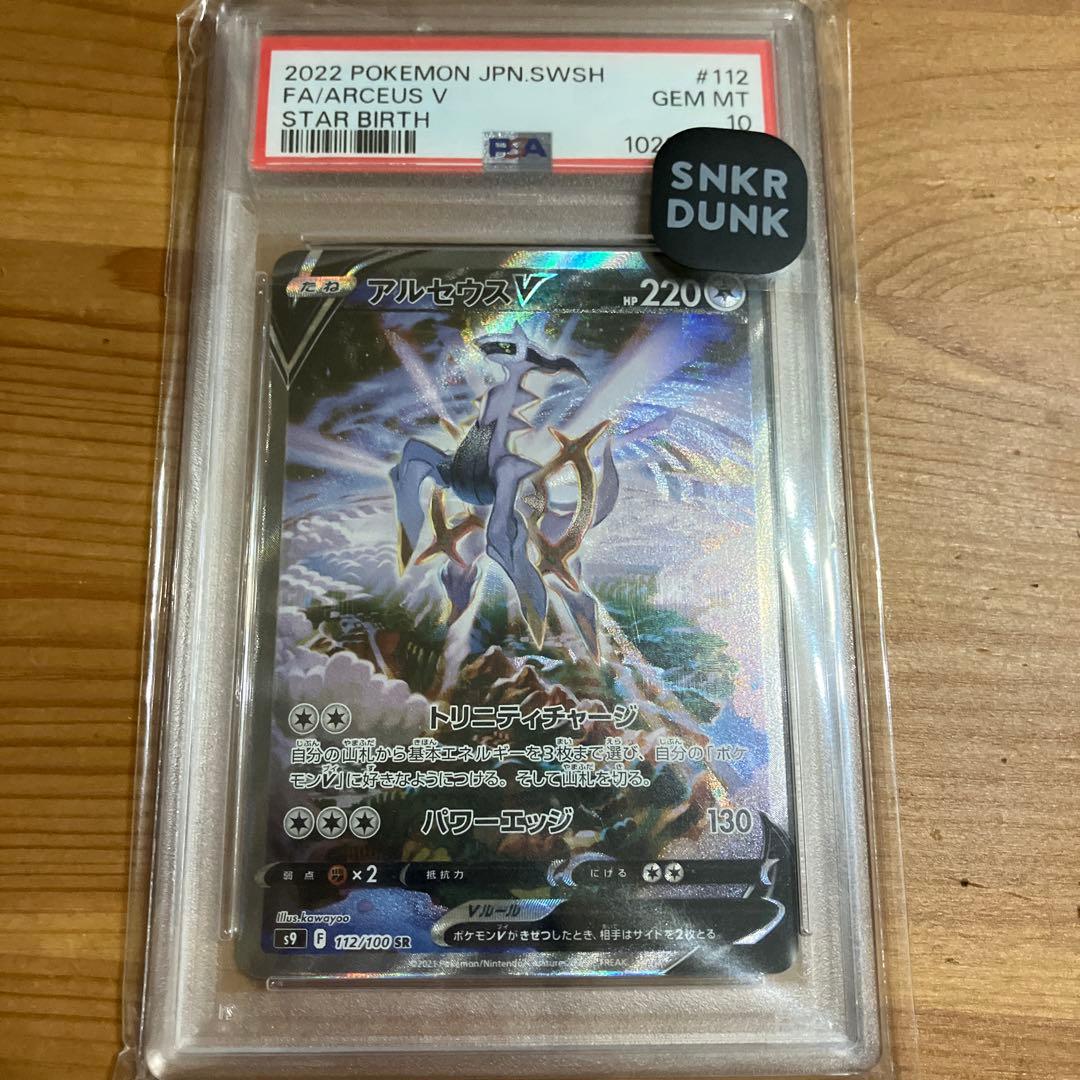 2022 POKEMON JPN.SWSH #112
FA/ARCEUS V GEM MT
STAR BIRTH 10
PSA 102
SNKR
DUNK
たね アルセウスV HP 220
トリニティチャージ
自分の山札から基本エネルギーを3枚まで選び、自分の「ポケ
モンV」に好きなようにつける。そして山札を切る。
パワーエッジ 130
弱点 ×2 抵抗力 にげる
Vルール
ポケモンVがきぜつしたとき、相手はサイドを2枚とる
Illus.kawayoo
s9 F 112/100 SR
©2021 Pokémon/Nintendo